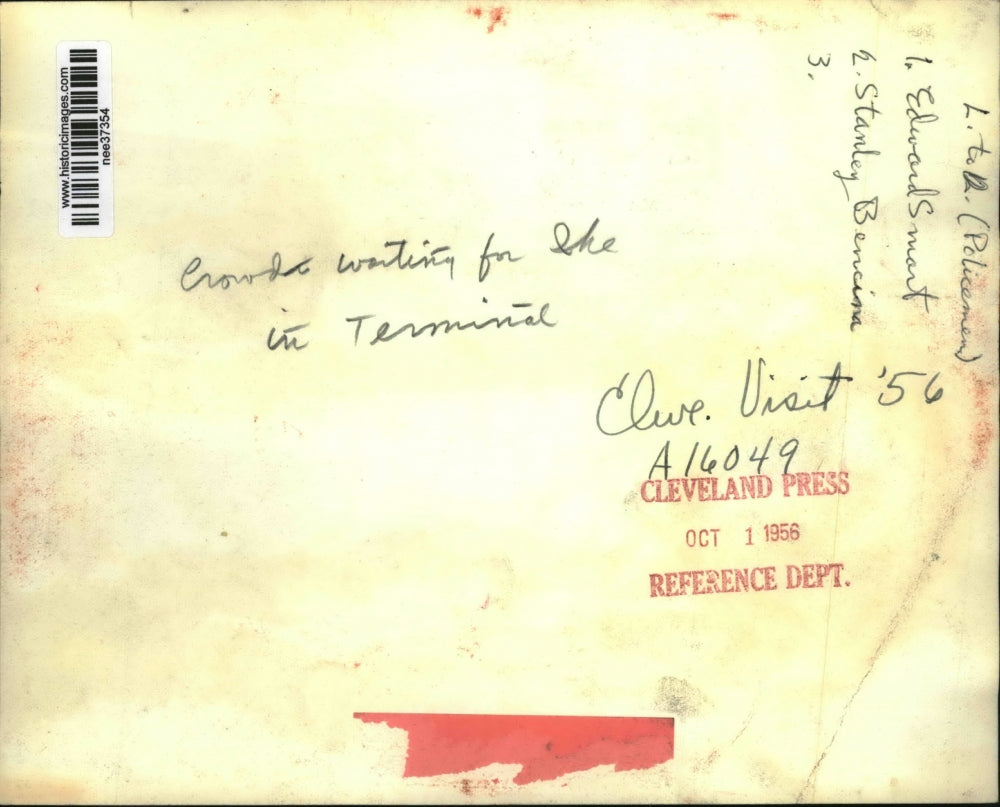 www.historicimages.com
nee37354
L. to R. (Policemen)
1. Edward Smart
2. Stanley Bencina
3.
Crowds waiting for Ike
in Terminal
Cleve. Visit '56
A16049
CLEVELAND PRESS
OCT 1 1956
REFERENCE DEPT.